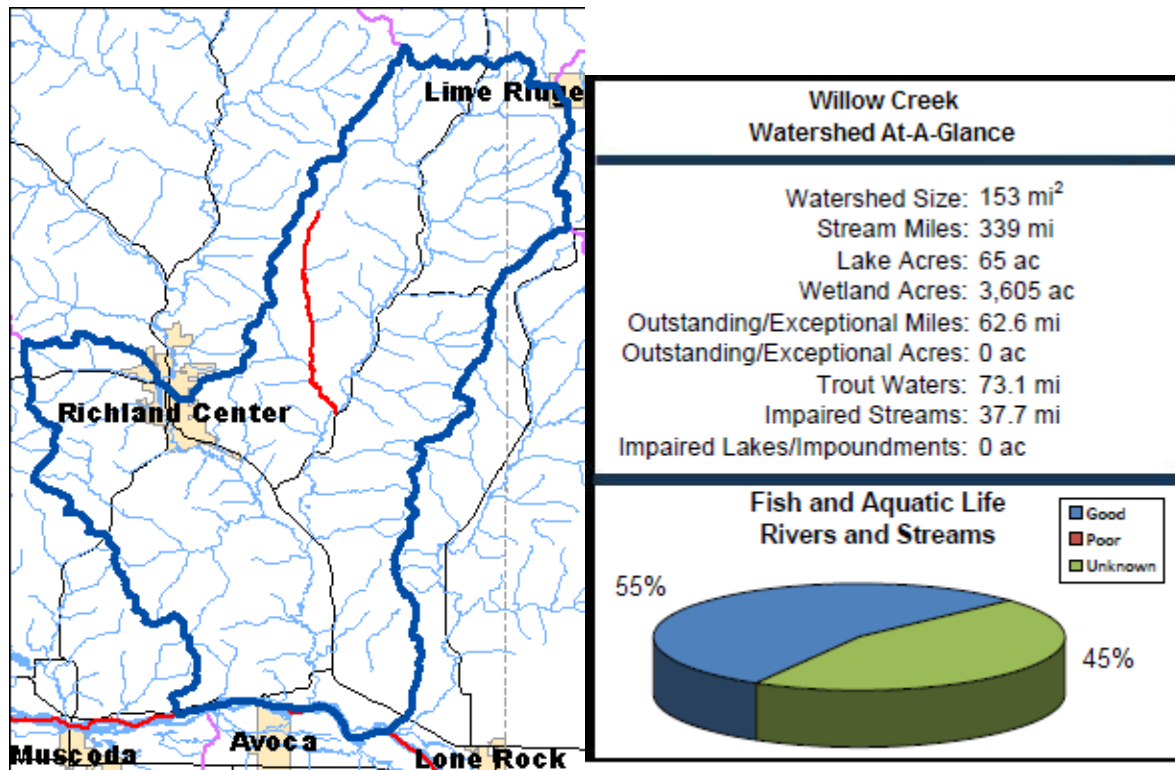 Lime Ridge
Richland Center
Muscoda
Avoca
Lone Rock
Willow Creek
Watershed At-A-Glance
Watershed Size: 153 mi²
Stream Miles: 339 mi
Lake Acres: 65 ac
Wetland Acres: 3,605 ac
Outstanding/Exceptional Miles: 62.6 mi
Outstanding/Exceptional Acres: 0 ac
Trout Waters: 73.1 mi
Impaired Streams: 37.7 mi
Impaired Lakes/Impoundments: 0 ac
Fish and Aquatic Life
Rivers and Streams
Good
Poor
Unknown
55%
45%